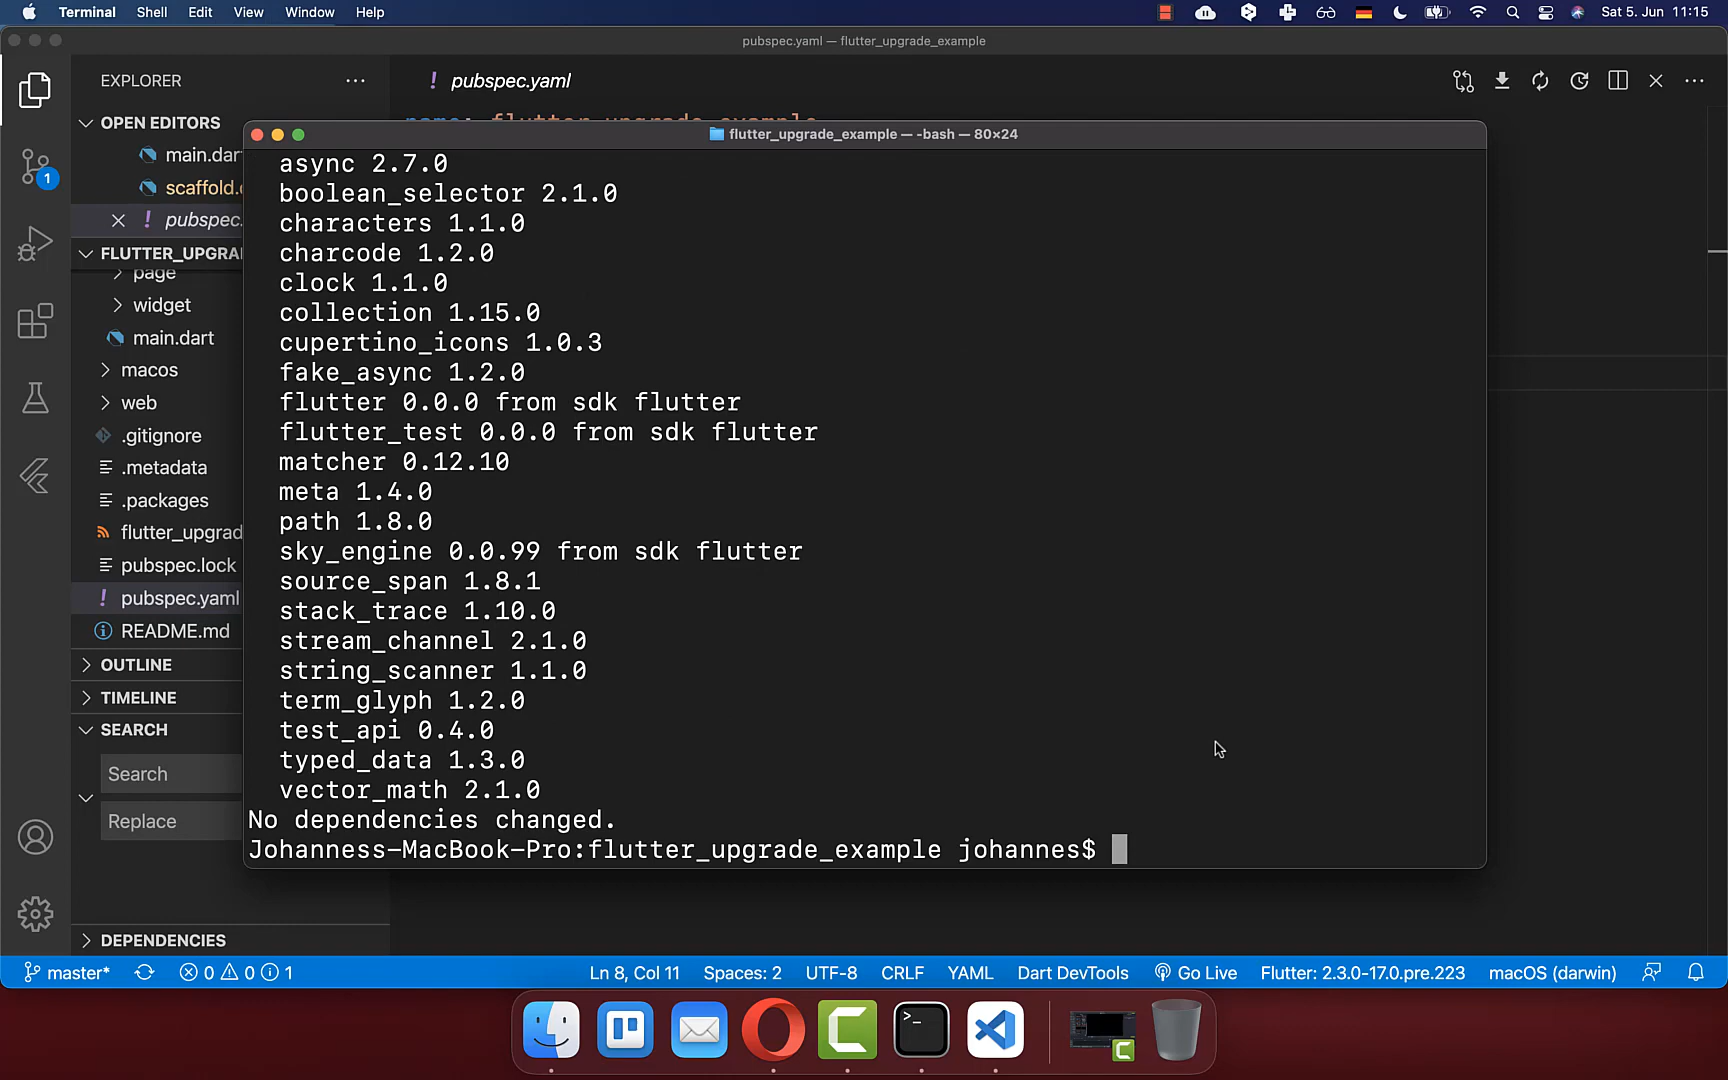 Terminal Shell Edit View Window Help Sat 5. Jun 11:15
pubspec.yaml — flutter_upgrade_example
EXPLORER
! pubspec.yaml
OPEN EDITORS
main.dar
scaffold.
! pubspec.
FLUTTER_UPGRA
page
widget
main.dart
macos
web
.gitignore
.metadata
.packages
flutter_upgrad
pubspec.lock
! pubspec.yaml
README.md
OUTLINE
TIMELINE
SEARCH
Search
Replace
DEPENDENCIES
name: flutter_upgrade_example
flutter_upgrade_example — -bash — 80×24
async 2.7.0
boolean_selector 2.1.0
characters 1.1.0
charcode 1.2.0
clock 1.1.0
collection 1.15.0
cupertino_icons 1.0.3
fake_async 1.2.0
flutter 0.0.0 from sdk flutter
flutter_test 0.0.0 from sdk flutter
matcher 0.12.10
meta 1.4.0
path 1.8.0
sky_engine 0.0.99 from sdk flutter
source_span 1.8.1
stack_trace 1.10.0
stream_channel 2.1.0
string_scanner 1.1.0
term_glyph 1.2.0
test_api 0.4.0
typed_data 1.3.0
vector_math 2.1.0
No dependencies changed.
Johanness-MacBook-Pro:flutter_upgrade_example johannes$
1
master* 0 0 1 Ln 8, Col 11 Spaces: 2 UTF-8 CRLF YAML Dart DevTools Go Live Flutter: 2.3.0-17.0.pre.223 macOS (darwin)